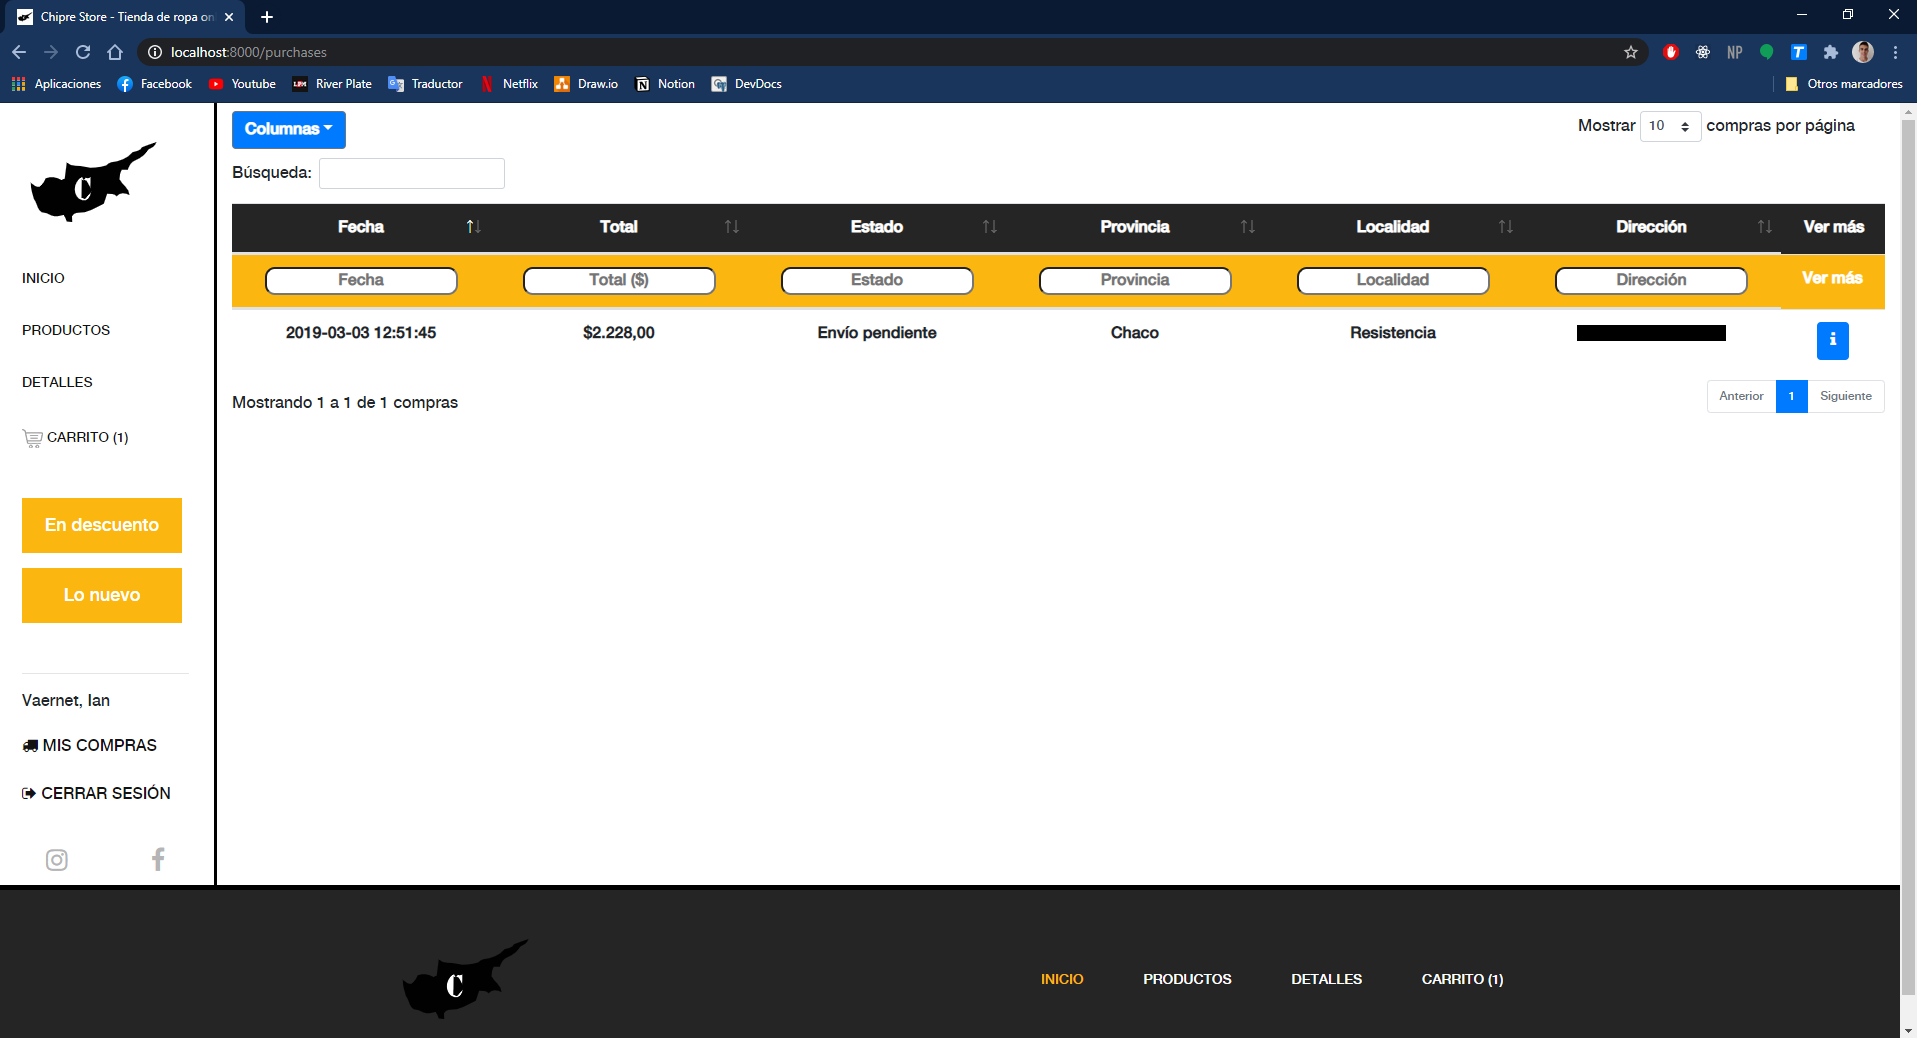 Chipre Store - Tienda de ropa on
localhost:8000/purchases
NP
T
Aplicaciones Facebook Youtube River Plate Traductor Netflix Draw.io Notion DevDocs Otros marcadores
C
INICIO
PRODUCTOS
DETALLES
CARRITO (1)
En descuento
Lo nuevo
Vaernet, Ian
MIS COMPRAS
CERRAR SESIÓN
Columnas
Mostrar 10 compras por página
Búsqueda:
Fecha Total Estado Provincia Localidad Dirección Ver más
Fecha Total ($) Estado Provincia Localidad Dirección Ver más
2019-03-03 12:51:45 $2.228,00 Envío pendiente Chaco Resistencia
Mostrando 1 a 1 de 1 compras
Anterior 1 Siguiente
C
INICIO PRODUCTOS DETALLES CARRITO (1)